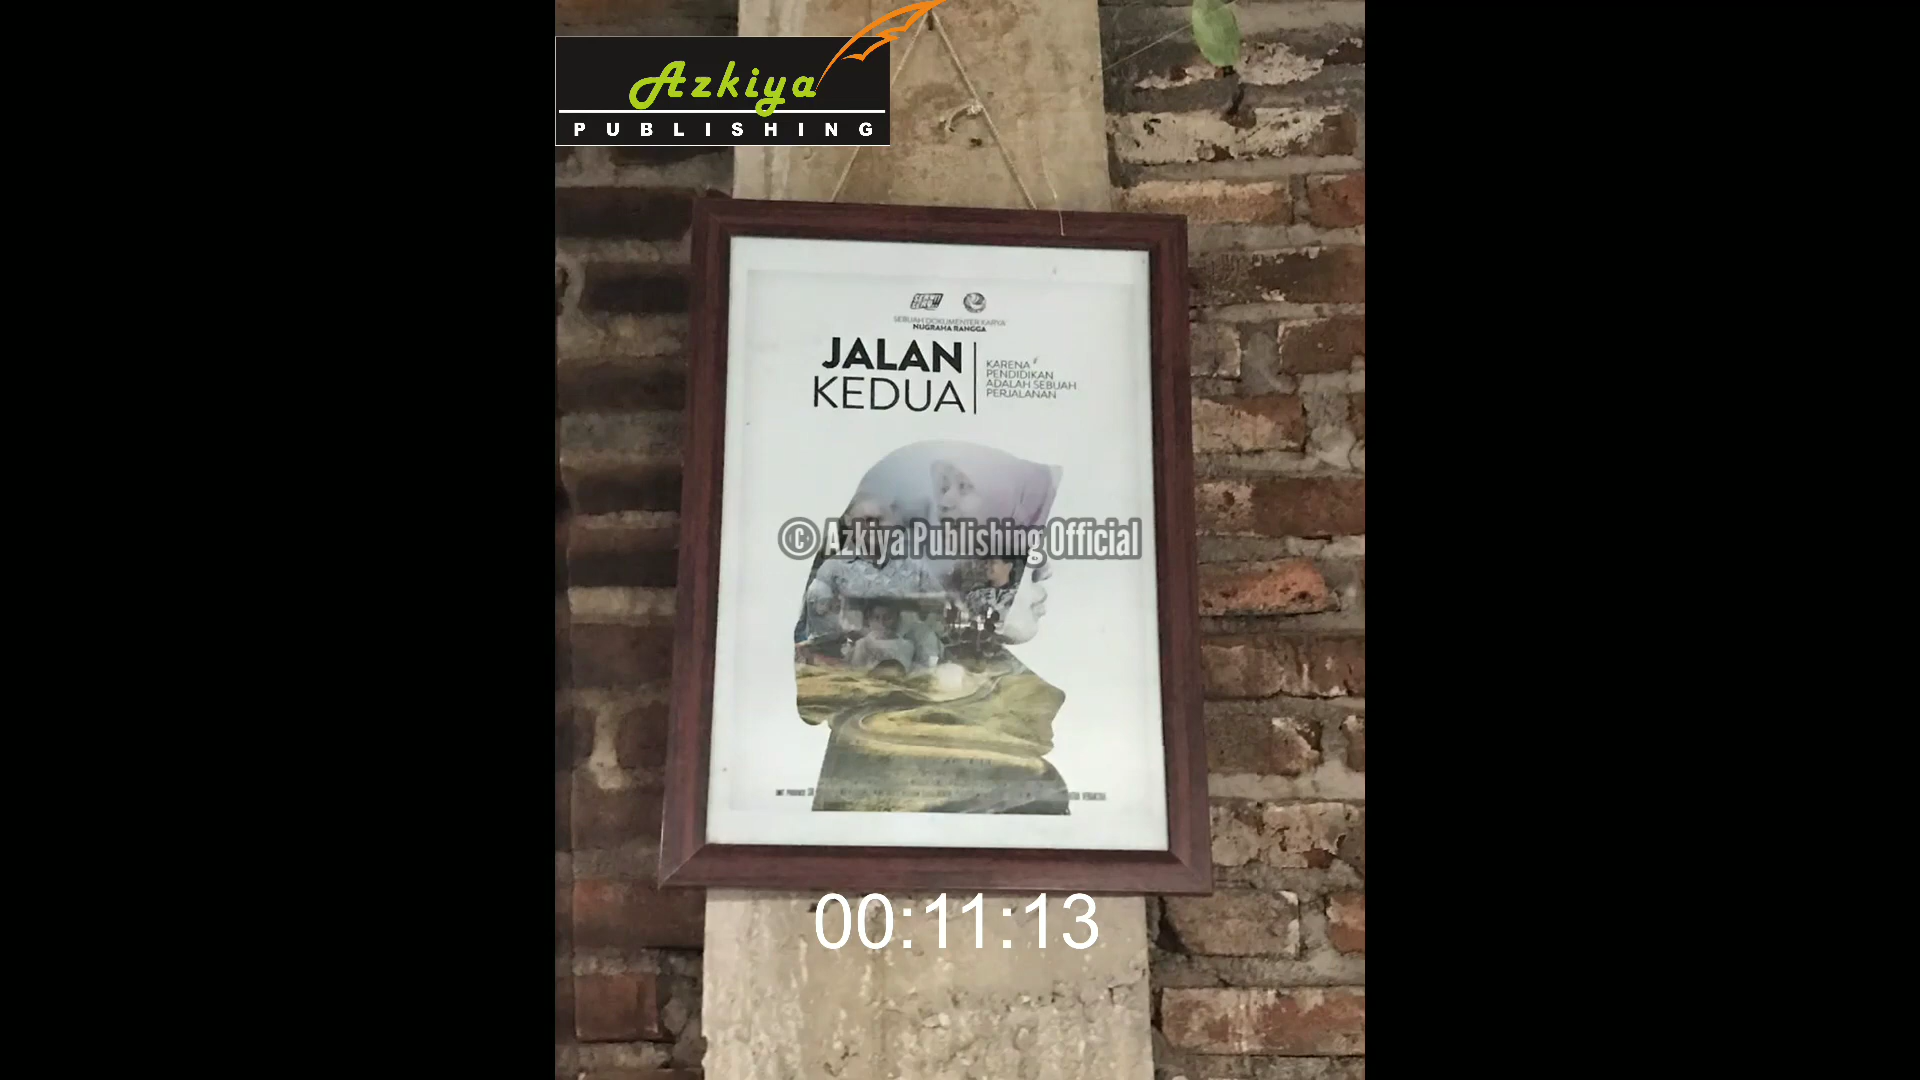 Azkiya
PUBLISHING
SEBUAH DOKUMENTER KARYA
NUGRAHA RANGGA
JALAN
KEDUA
KARENA
PENDIDIKAN
ADALAH SEBUAH
PERJALANAN
© Azkiya Publishing Official
00:11:13